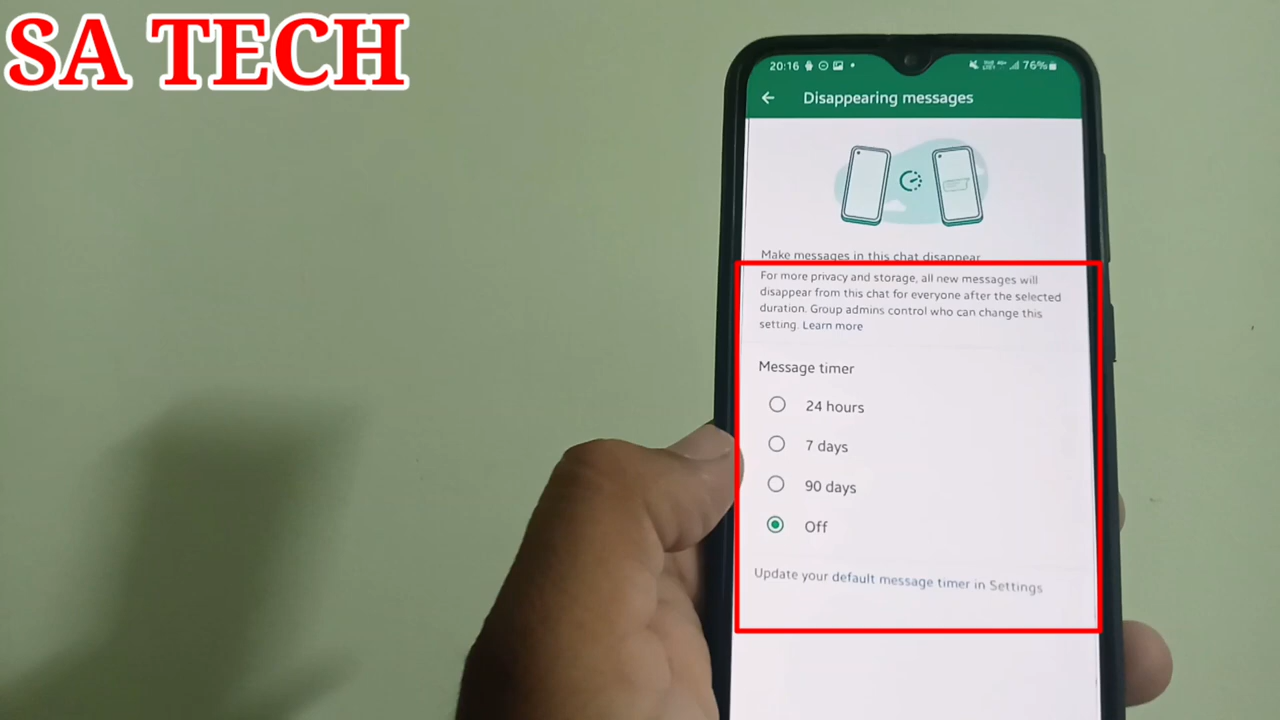 SA TECH
20:16
76%
Disappearing messages
Make messages in this chat disappear
For more privacy and storage, all new messages will
disappear from this chat for everyone after the selected
duration. Group admins control who can change this
setting. Learn more
Message timer
24 hours
7 days
90 days
Off
Update your default message timer in Settings